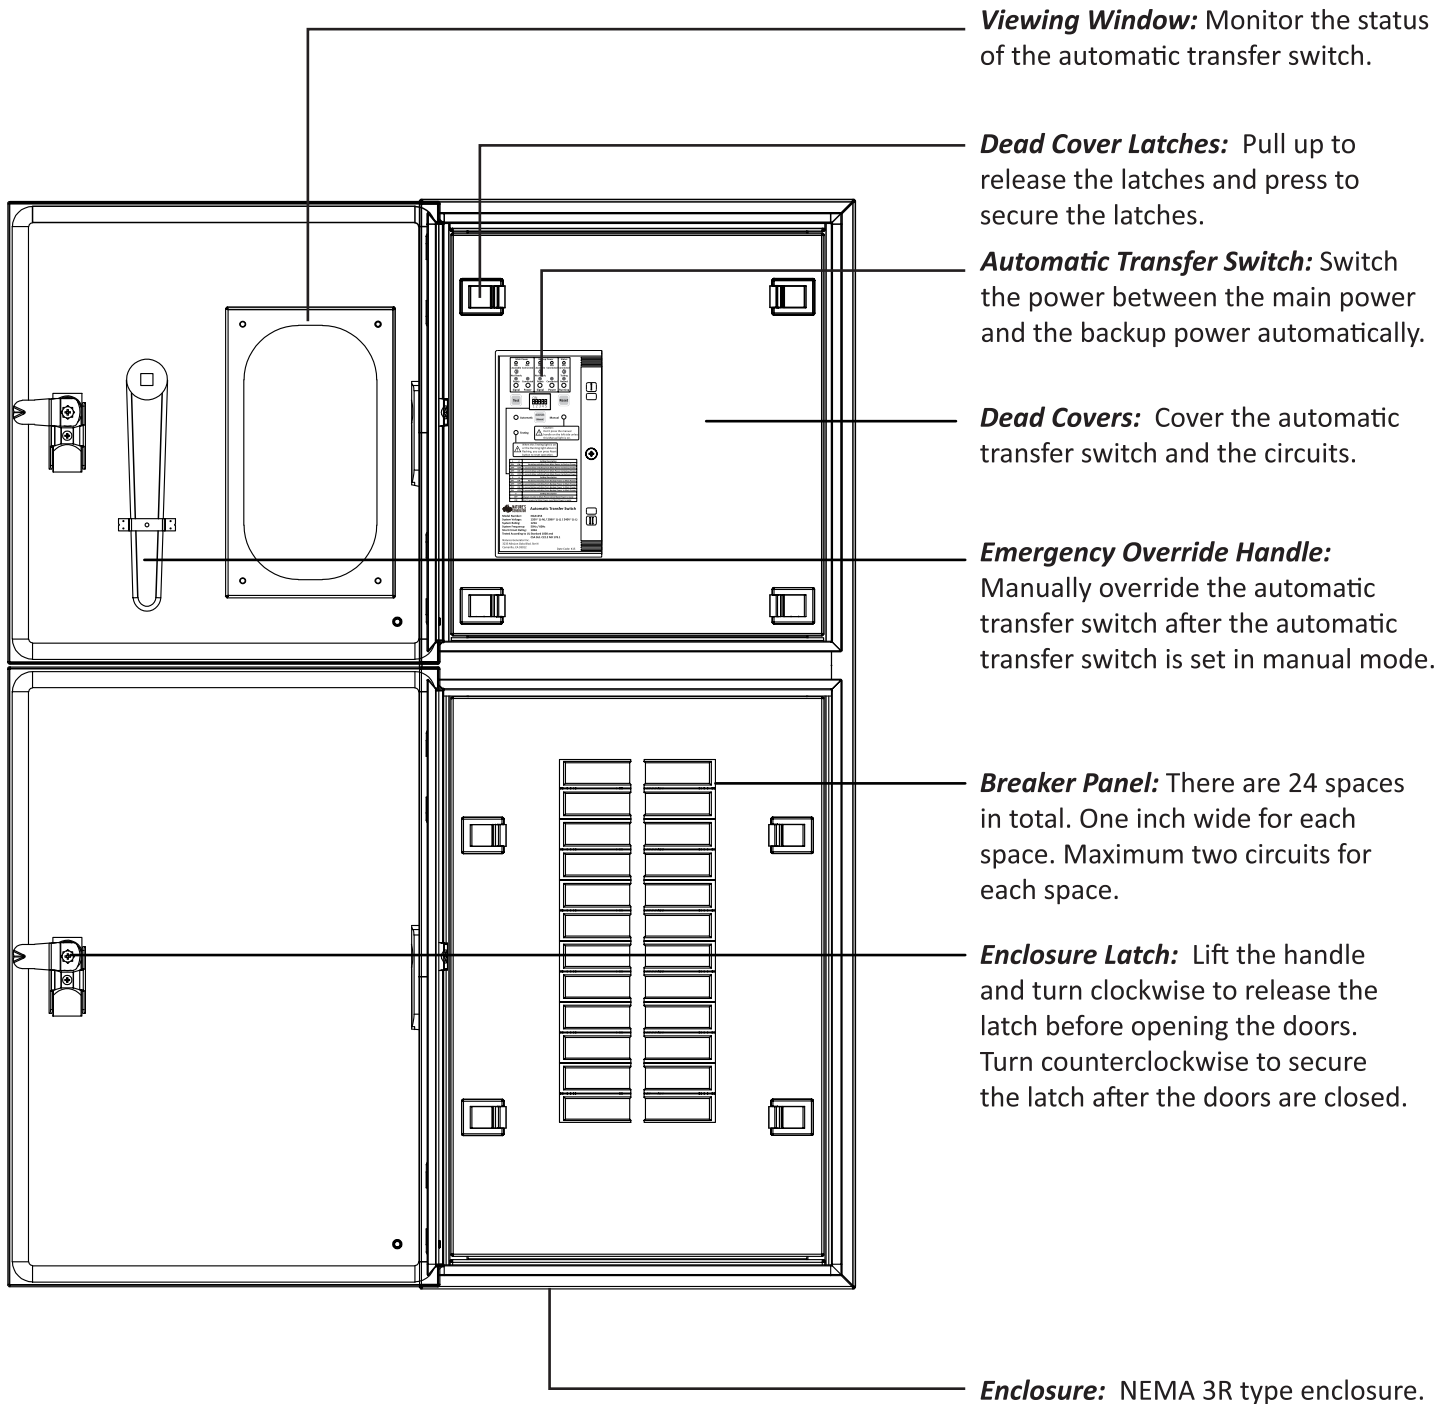 Viewing Window: Monitor the status
of the automatic transfer switch.
Dead Cover Latches: Pull up to
release the latches and press to
secure the latches.
Automatic Transfer Switch: Switch
the power between the main power
and the backup power automatically.
Dead Covers: Cover the automatic
transfer switch and the circuits.
Emergency Override Handle:
Manually override the automatic
transfer switch after the automatic
transfer switch is set in manual mode.
Breaker Panel: There are 24 spaces
in total. One inch wide for each
space. Maximum two circuits for
each space.
Enclosure Latch: Lift the handle
and turn clockwise to release the
latch before opening the doors.
Turn counterclockwise to secure
the latch after the doors are closed.
Enclosure: NEMA 3R type enclosure.
Test
Reset
Automatic Transfer Switch